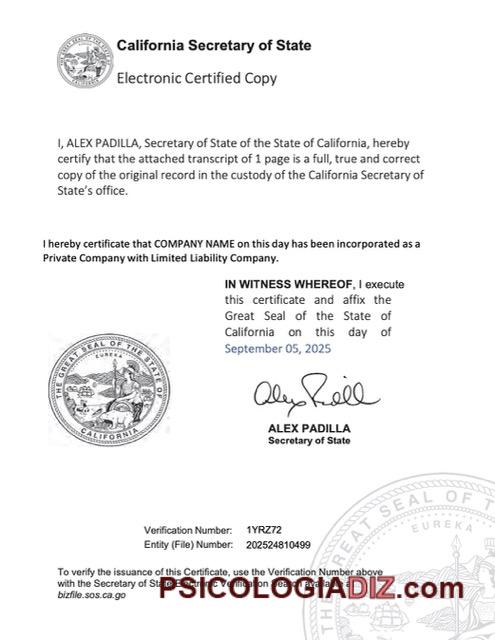 California Secretary of State
Electronic Certified Copy
I, ALEX PADILLA, Secretary of State of the State of California, hereby
certify that the attached transcript of 1 page is a full, true and correct
copy of the original record in the custody of the California Secretary of
State's office.
I hereby certificate that COMPANY NAME on this day has been incorporated as a
Private Company with Limited Liability Company.
IN WITNESS WHEREOF, I execute
this certificate and affix the
Great Seal of the State of
California on this day of
September 05, 2025
THE GREAT SEAL OF THE STATE OF
EUREKA
CALIFORNIA
Alex Padilla
ALEX PADILLA
Secretary of State
GREAT SEAL OF
EUREKA
Verification Number: 1YRZ72
Entity (File) Number: 202524810499
To verify the issuance of this Certificate, use the Verification Number above
with the Secretary of State Electronic Verification Search available at
bizfile.sos.ca.go
PSICOLOGIADIZ.com